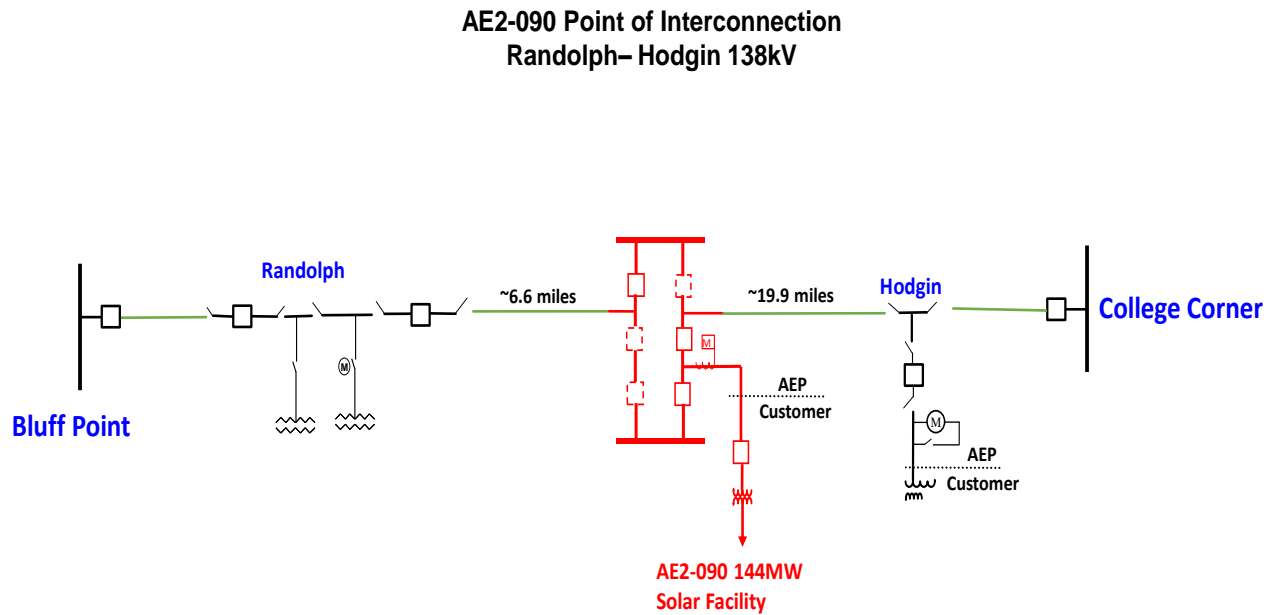 AE2-090 Point of Interconnection
Randolph– Hodgin 138kV
Randolph
~6.6 miles
~19.9 miles
Hodgin
College Corner
Bluff Point
M
M
AEP
Customer
M
AEP
Customer
AE2-090 144MW
Solar Facility